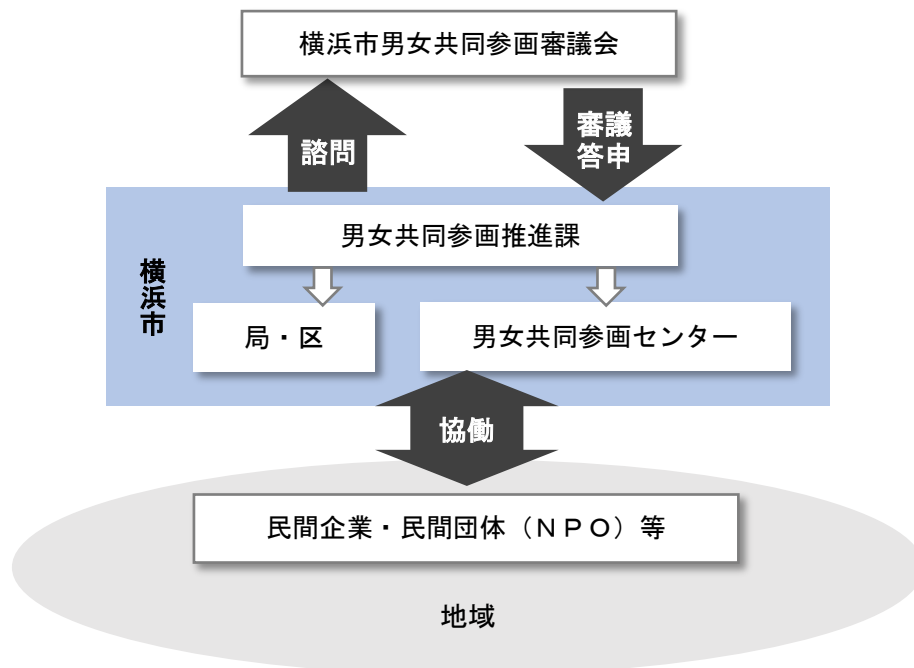 横浜市男女共同参画審議会
諮問
審議
答申
横浜市
男女共同参画推進課
局・区
男女共同参画センター
協働
民間企業・民間団体（ＮＰＯ）等
地域